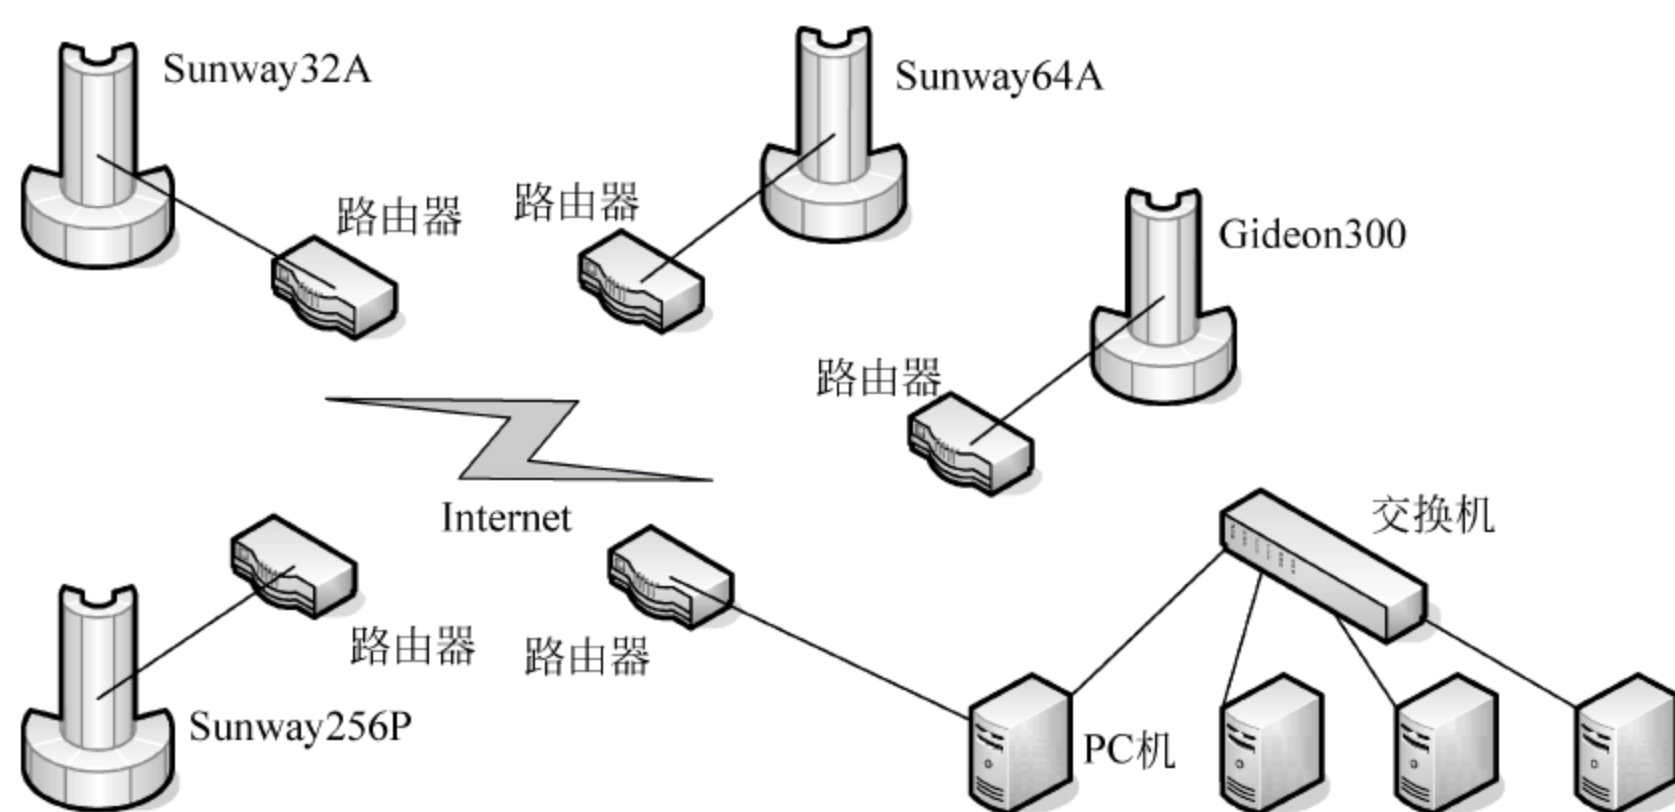 Sunway32A
Sunway64A
路由器
路由器
Gideon300
路由器
Internet
交换机
路由器
路由器
Sunway256P
PC机